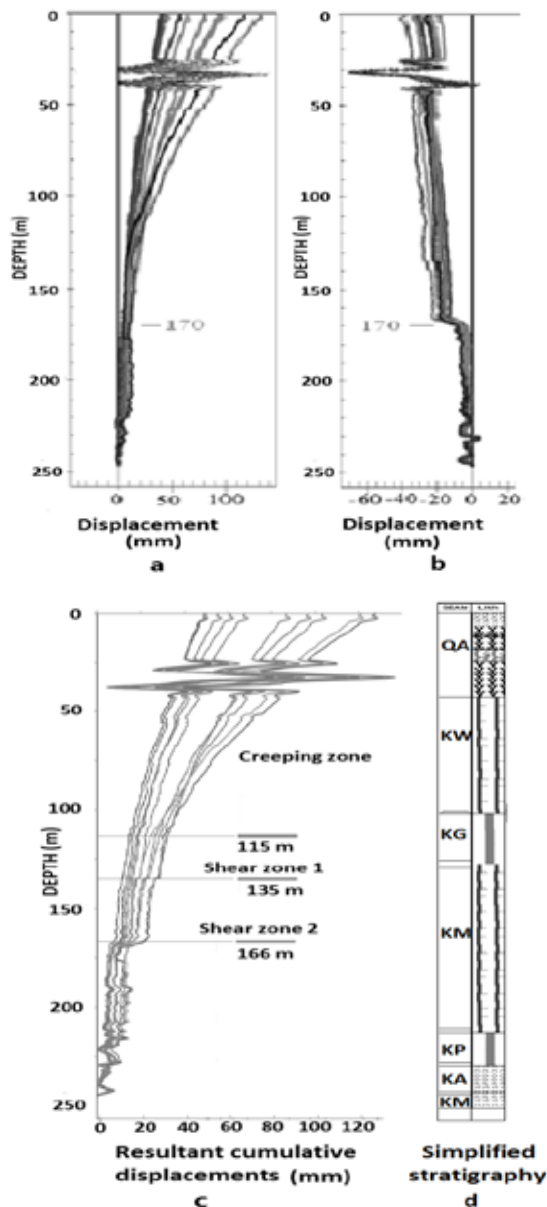 0
50
100
150
200
250
DEPTH (m)
170
0 50 100
Displacement
(mm)
a
0
50
100
150
200
250
DEPTH (m)
170
-60 -40 -20 0 20
Displacement
(mm)
b
0
50
100
150
200
250
DEPTH (m)
Creeping zone
115 m
Shear zone 1
135 m
Shear zone 2
166 m
0 20 40 60 80 100 120
Resultant cumulative
displacements (mm)
c
QA
KW
KG
KM
KP
KA
KM
Simplified
stratigraphy
d